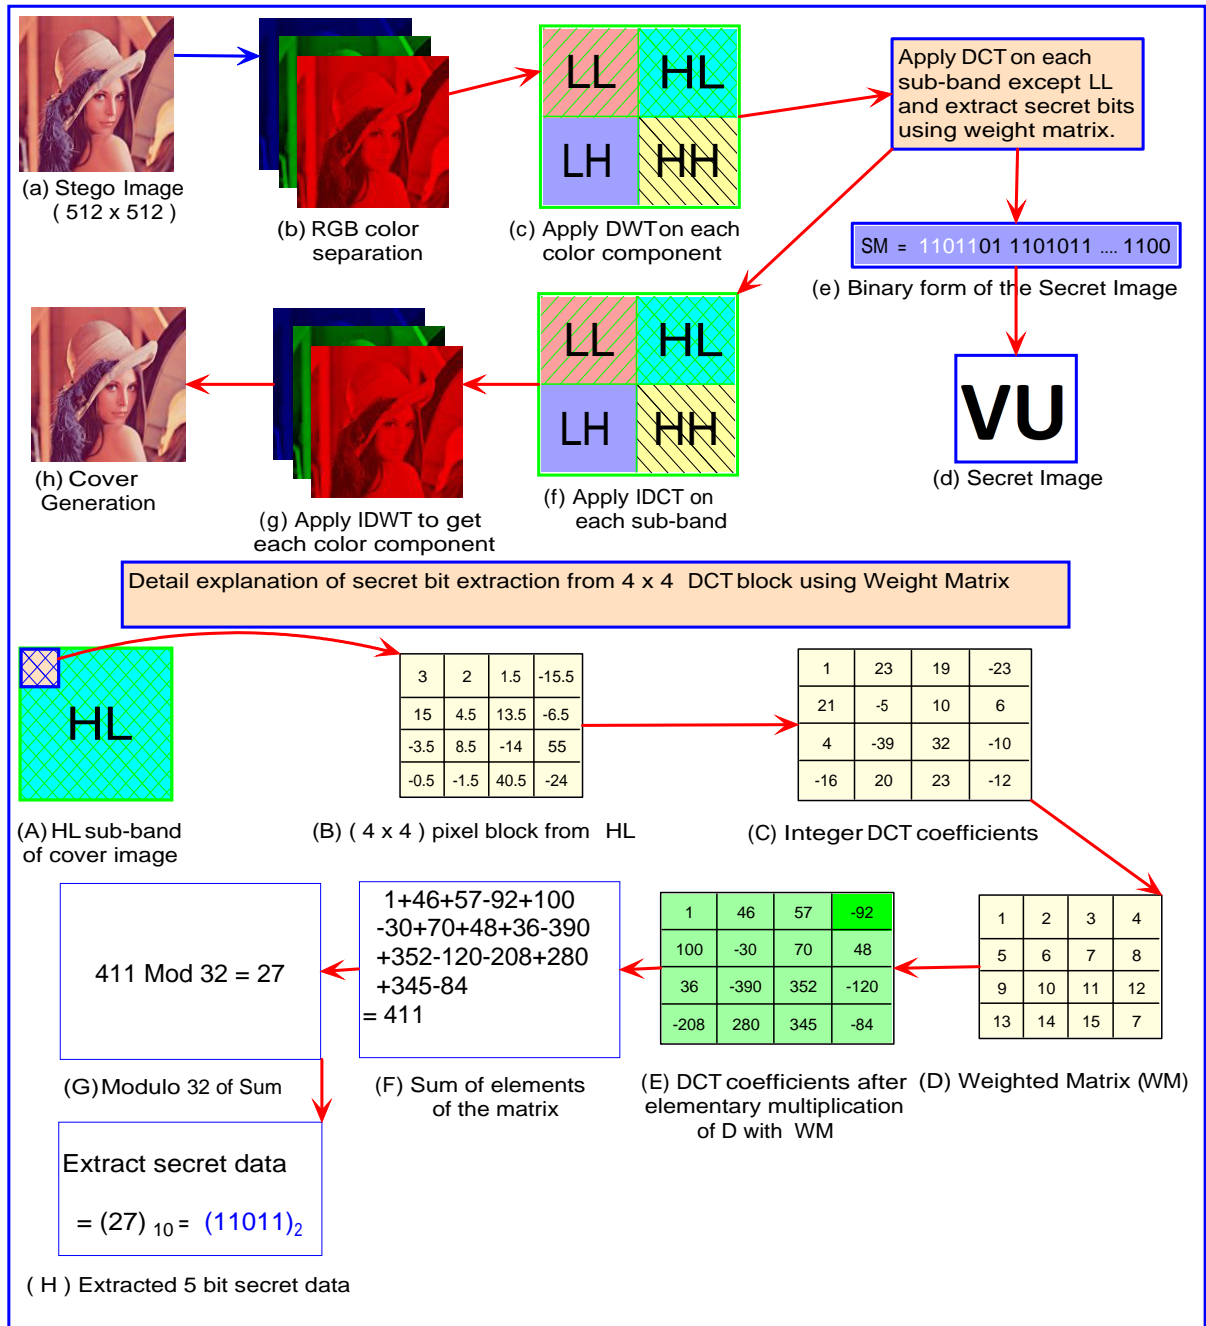 LL HL
LH HH
Apply DCT on each
sub-band except LL
and extract secret bits
using weight matrix.
(a) Stego Image
( 512 x 512 )
(b) RGB color
separation
(c) Apply DWT on each
color component
SM = 1101101 1101011 .... 1100
(e) Binary form of the Secret Image
LL HL
LH HH
VU
(h) Cover
Generation
(g) Apply IDWT to get
each color component
(f) Apply IDCT on
each sub-band
(d) Secret Image
Detail explanation of secret bit extraction from 4 x 4 DCT block using Weight Matrix
HL
3 2 1.5 -15.5
15 4.5 13.5 -6.5
-3.5 8.5 -14 55
-0.5 -1.5 40.5 -24
1 23 19 -23
21 -5 10 6
4 -39 32 -10
-16 20 23 -12
(A) HL sub-band
of cover image
(B) ( 4 x 4 ) pixel block from HL
(C) Integer DCT coefficients
411 Mod 32 = 27
1+46+57-92+100
-30+70+48+36-390
+352-120-208+280
+345-84
= 411
1 46 57 -92
100 -30 70 48
36 -390 352 -120
-208 280 345 -84
1 2 3 4
5 6 7 8
9 10 11 12
13 14 15 7
(G) Modulo 32 of Sum
(F) Sum of elements
of the matrix
(E) DCT coefficients after
elementary multiplication
of D with WM
(D) Weighted Matrix (WM)
Extract secret data
= (27) 10 = (11011)2
( H ) Extracted 5 bit secret data